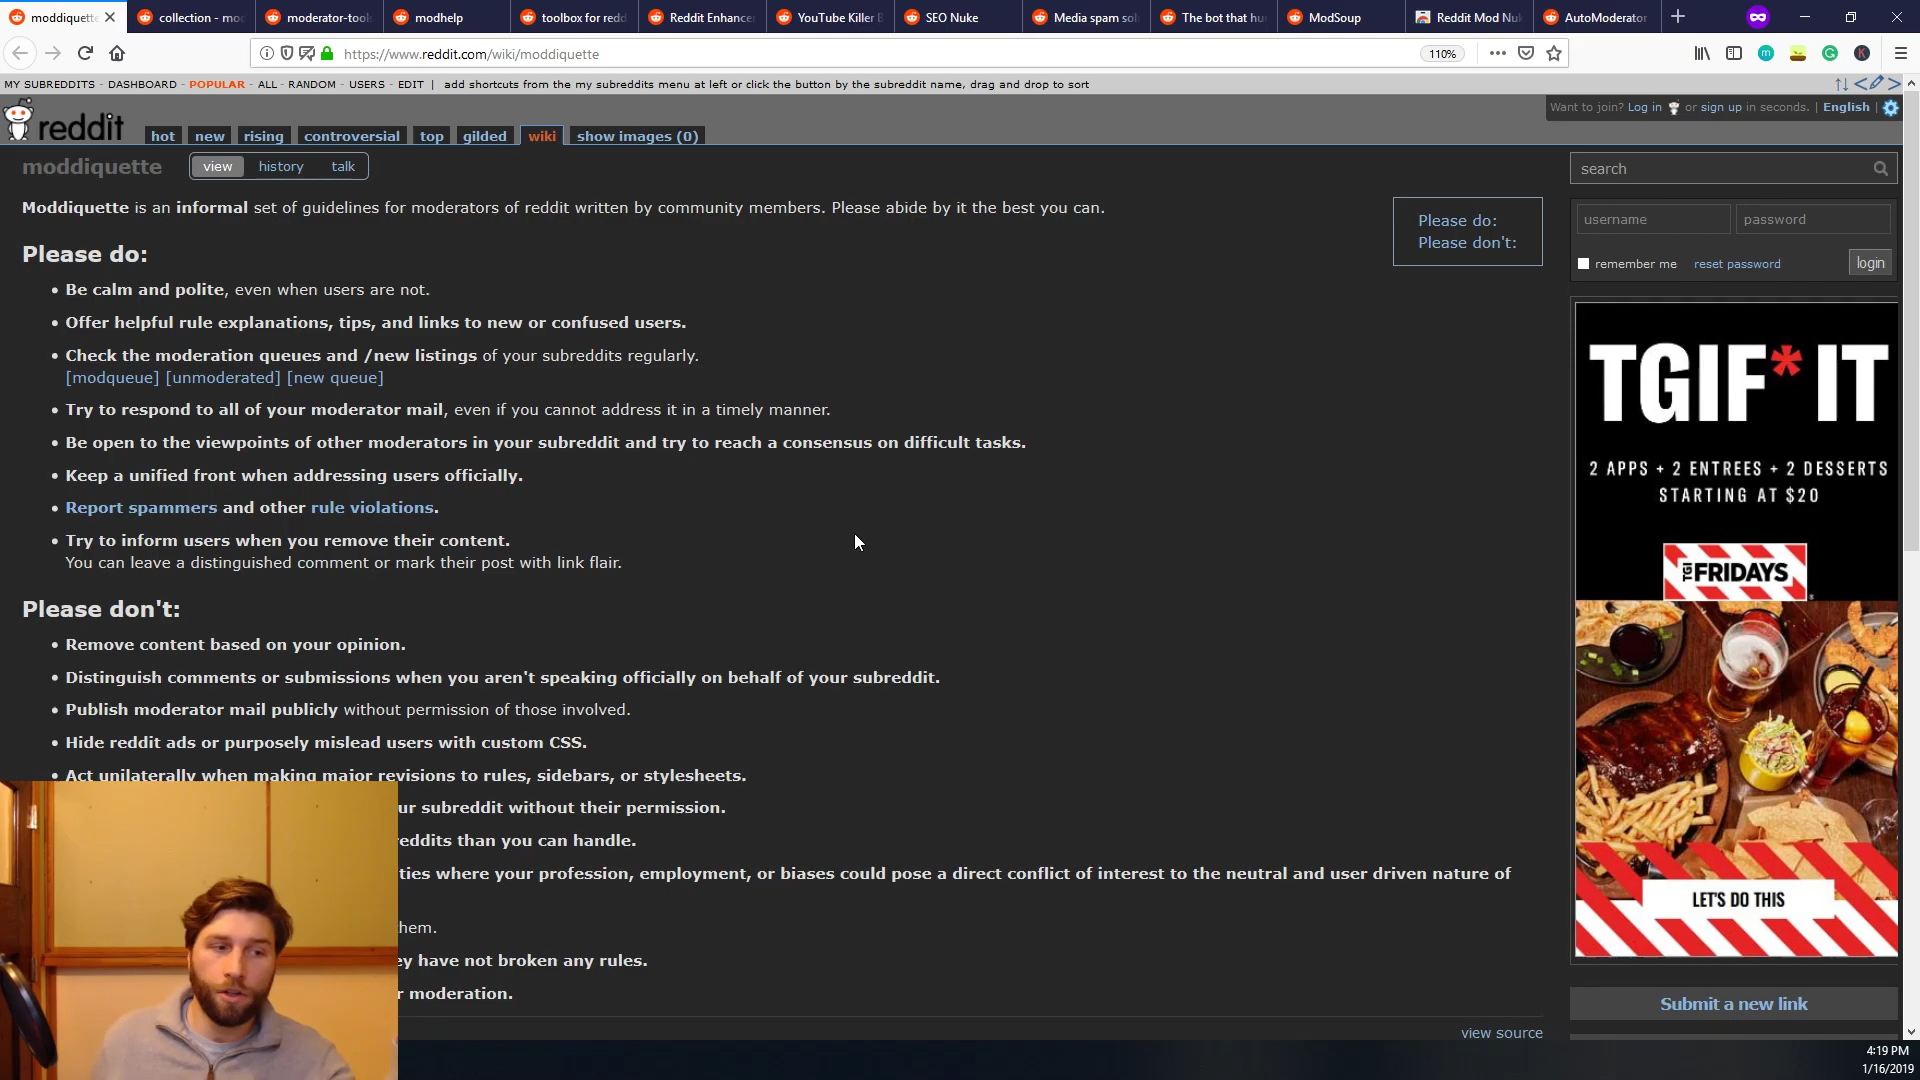 moddiquette
collection - mo
moderator-tools
modhelp
toolbox for redd
Reddit Enhance
YouTube Killer B
SEO Nuke
Media spam sol
The bot that hu
ModSoup
Reddit Mod Nuk
AutoModerator
https://www.reddit.com/wiki/moddiquette
110%
MY SUBREDDITS - DASHBOARD - POPULAR - ALL - RANDOM - USERS - EDIT | add shortcuts from the my subreddits menu at left or click the button by the subreddit name, drag and drop to sort
reddit
hot new rising controversial top gilded wiki show images (0)
Want to join? Log in or sign up in seconds. | English |
moddiquette view history talk
search
Moddiquette is an informal set of guidelines for moderators of reddit written by community members. Please abide by it the best you can.
Please do:
Please don't:
username password
remember me reset password login
Please do:
• Be calm and polite, even when users are not.
• Offer helpful rule explanations, tips, and links to new or confused users.
• Check the moderation queues and /new listings of your subreddits regularly.
[modqueue] [unmoderated] [new queue]
• Try to respond to all of your moderator mail, even if you cannot address it in a timely manner.
• Be open to the viewpoints of other moderators in your subreddit and try to reach a consensus on difficult tasks.
• Keep a unified front when addressing users officially.
• Report spammers and other rule violations.
• Try to inform users when you remove their content.
You can leave a distinguished comment or mark their post with link flair.
Please don't:
• Remove content based on your opinion.
• Distinguish comments or submissions when you aren't speaking officially on behalf of your subreddit.
• Publish moderator mail publicly without permission of those involved.
• Hide reddit ads or purposely mislead users with custom CSS.
• Act unilaterally when making major revisions to rules, sidebars, or stylesheets.
ur subreddit without their permission.
reddits than you can handle.
ties where your profession, employment, or biases could pose a direct conflict of interest to the neutral and user driven nature of
hem.
ey have not broken any rules.
r moderation.
view source
TGIF*IT
2 APPS + 2 ENTREES + 2 DESSERTS
STARTING AT $20
TGI FRIDAYS
LET'S DO THIS
Submit a new link
4:19 PM
1/16/2019